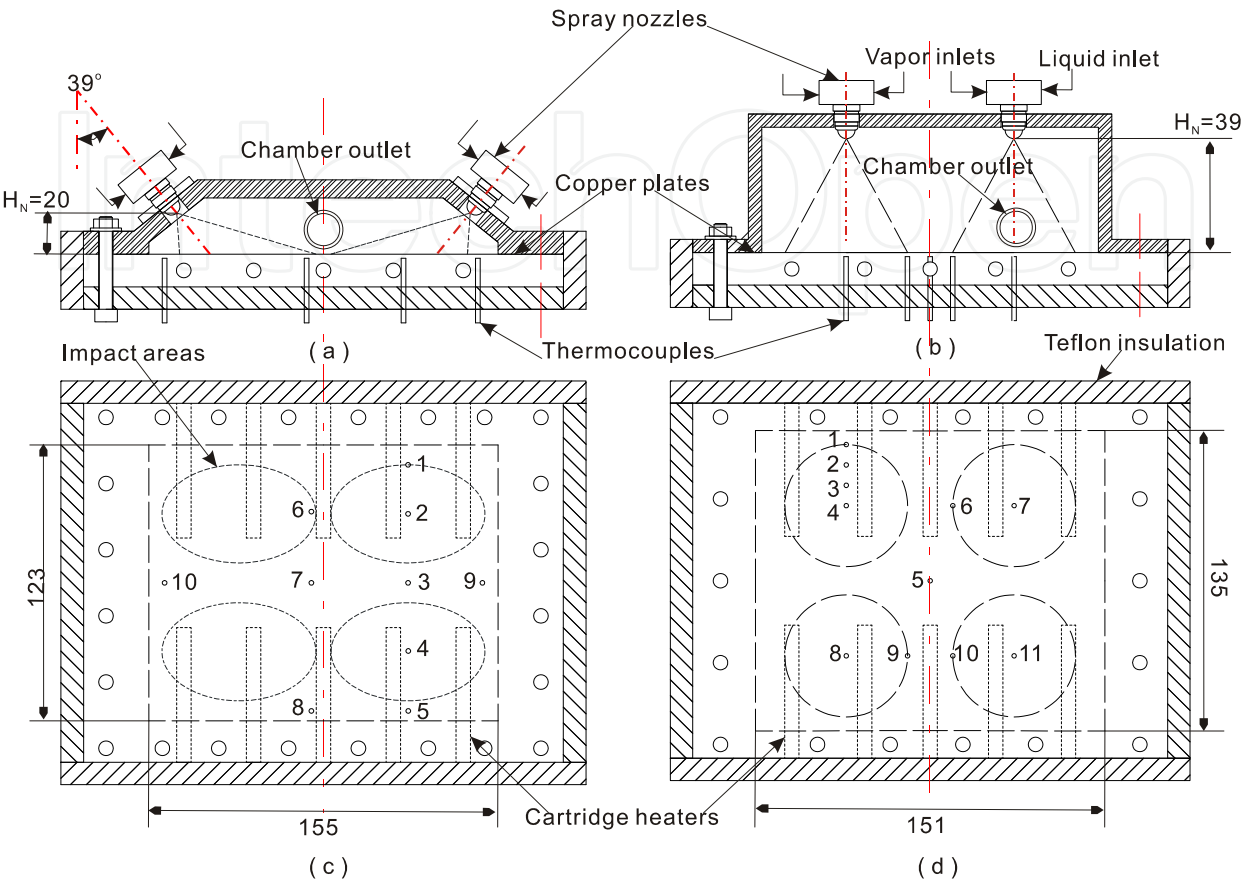 Spray nozzles
Vapor inlets
Liquid inlet
39°
Chamber outlet
H_N=39
Chamber outlet
Copper plates
H_N=20
IntechOpen
Impact areas
(a)
Thermocouples
(b)
Teflon insulation
1
6
2
10
7
3
9
4
8
5
123
155
1
2
3
4
6
7
5
8
9
10
11
135
151
Cartridge heaters
(c)
(d)